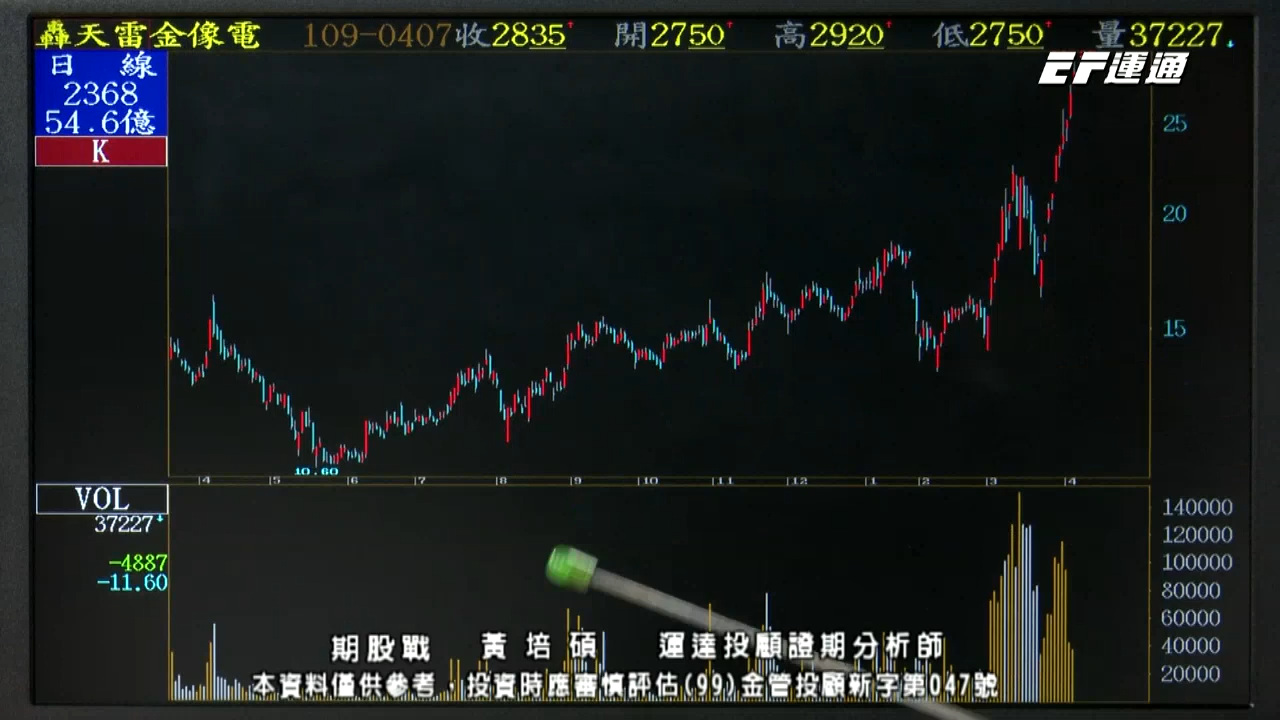 轟天雷金像電 109-0407 收2835↑ 開2750↑ 高2920↑ 低2750↑ 量37227↓
EF運通
日 線
2368
54.6億
K
25
20
15
10.60
4 5 6 7 8 9 10 11 12 1 2 3 4
VOL
37227↓
-4887
-11.60
140000
120000
100000
80000
60000
40000
20000
期股戰 黃培碩 運達投顧證期分析師
本資料僅供參考，投資時應審慎評估(99)金管投顧新字第047號